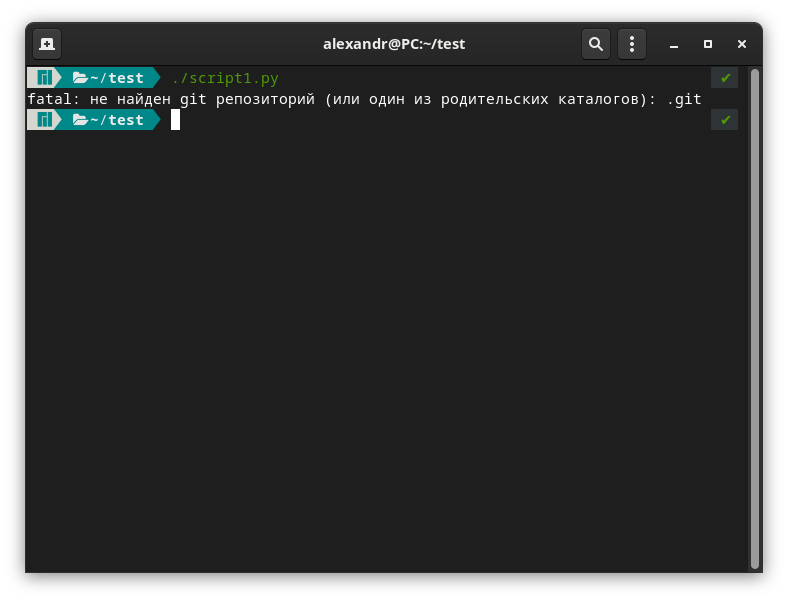 alexandr@PC:~/test
~/test ./script1.py ✔
fatal: не найден git репозиторий (или один из родительских каталогов): .git
~/test ✔